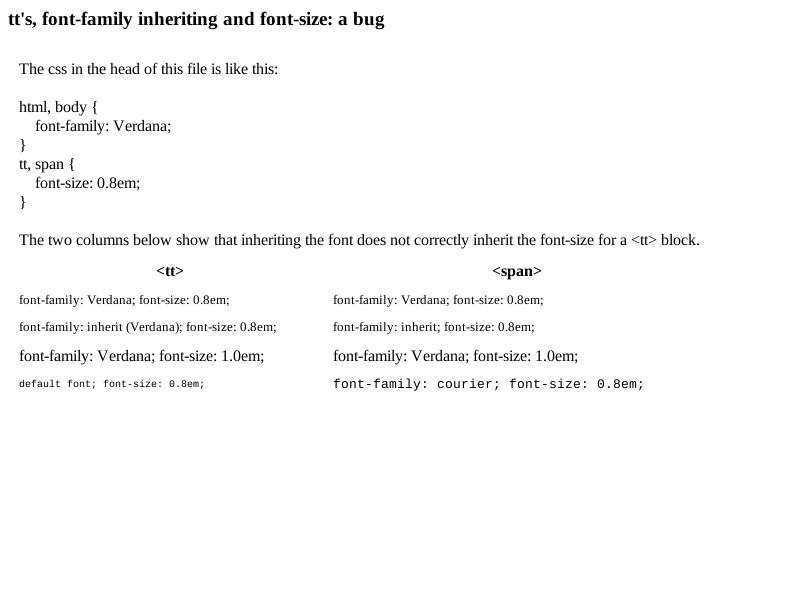 tt's, font-family inheriting and font-size: a bug
The css in the head of this file is like this:
html, body {
    font-family: Verdana;
}
tt, span {
    font-size: 0.8em;
}
The two columns below show that inheriting the font does not correctly inherit the font-size for a <tt> block.
<tt> <span>
font-family: Verdana; font-size: 0.8em; font-family: Verdana; font-size: 0.8em;
font-family: inherit (Verdana); font-size: 0.8em; font-family: inherit; font-size: 0.8em;
font-family: Verdana; font-size: 1.0em; font-family: Verdana; font-size: 1.0em;
default font; font-size: 0.8em; font-family: courier; font-size: 0.8em;